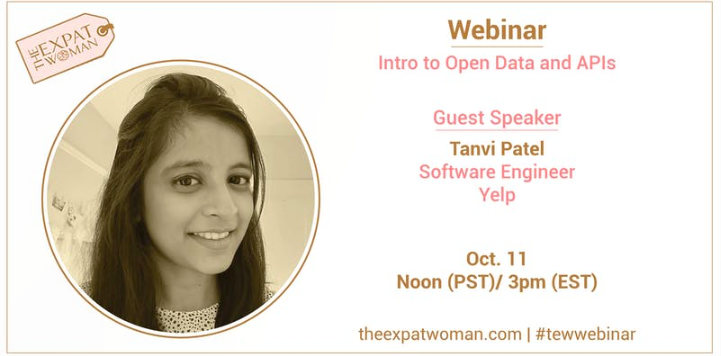 THE EXPAT WOMAN
Webinar
Intro to Open Data and APIs
Guest Speaker
Tanvi Patel
Software Engineer
Yelp
Oct. 11
Noon (PST)/ 3pm (EST)
theexpatwoman.com | #tewwebinar